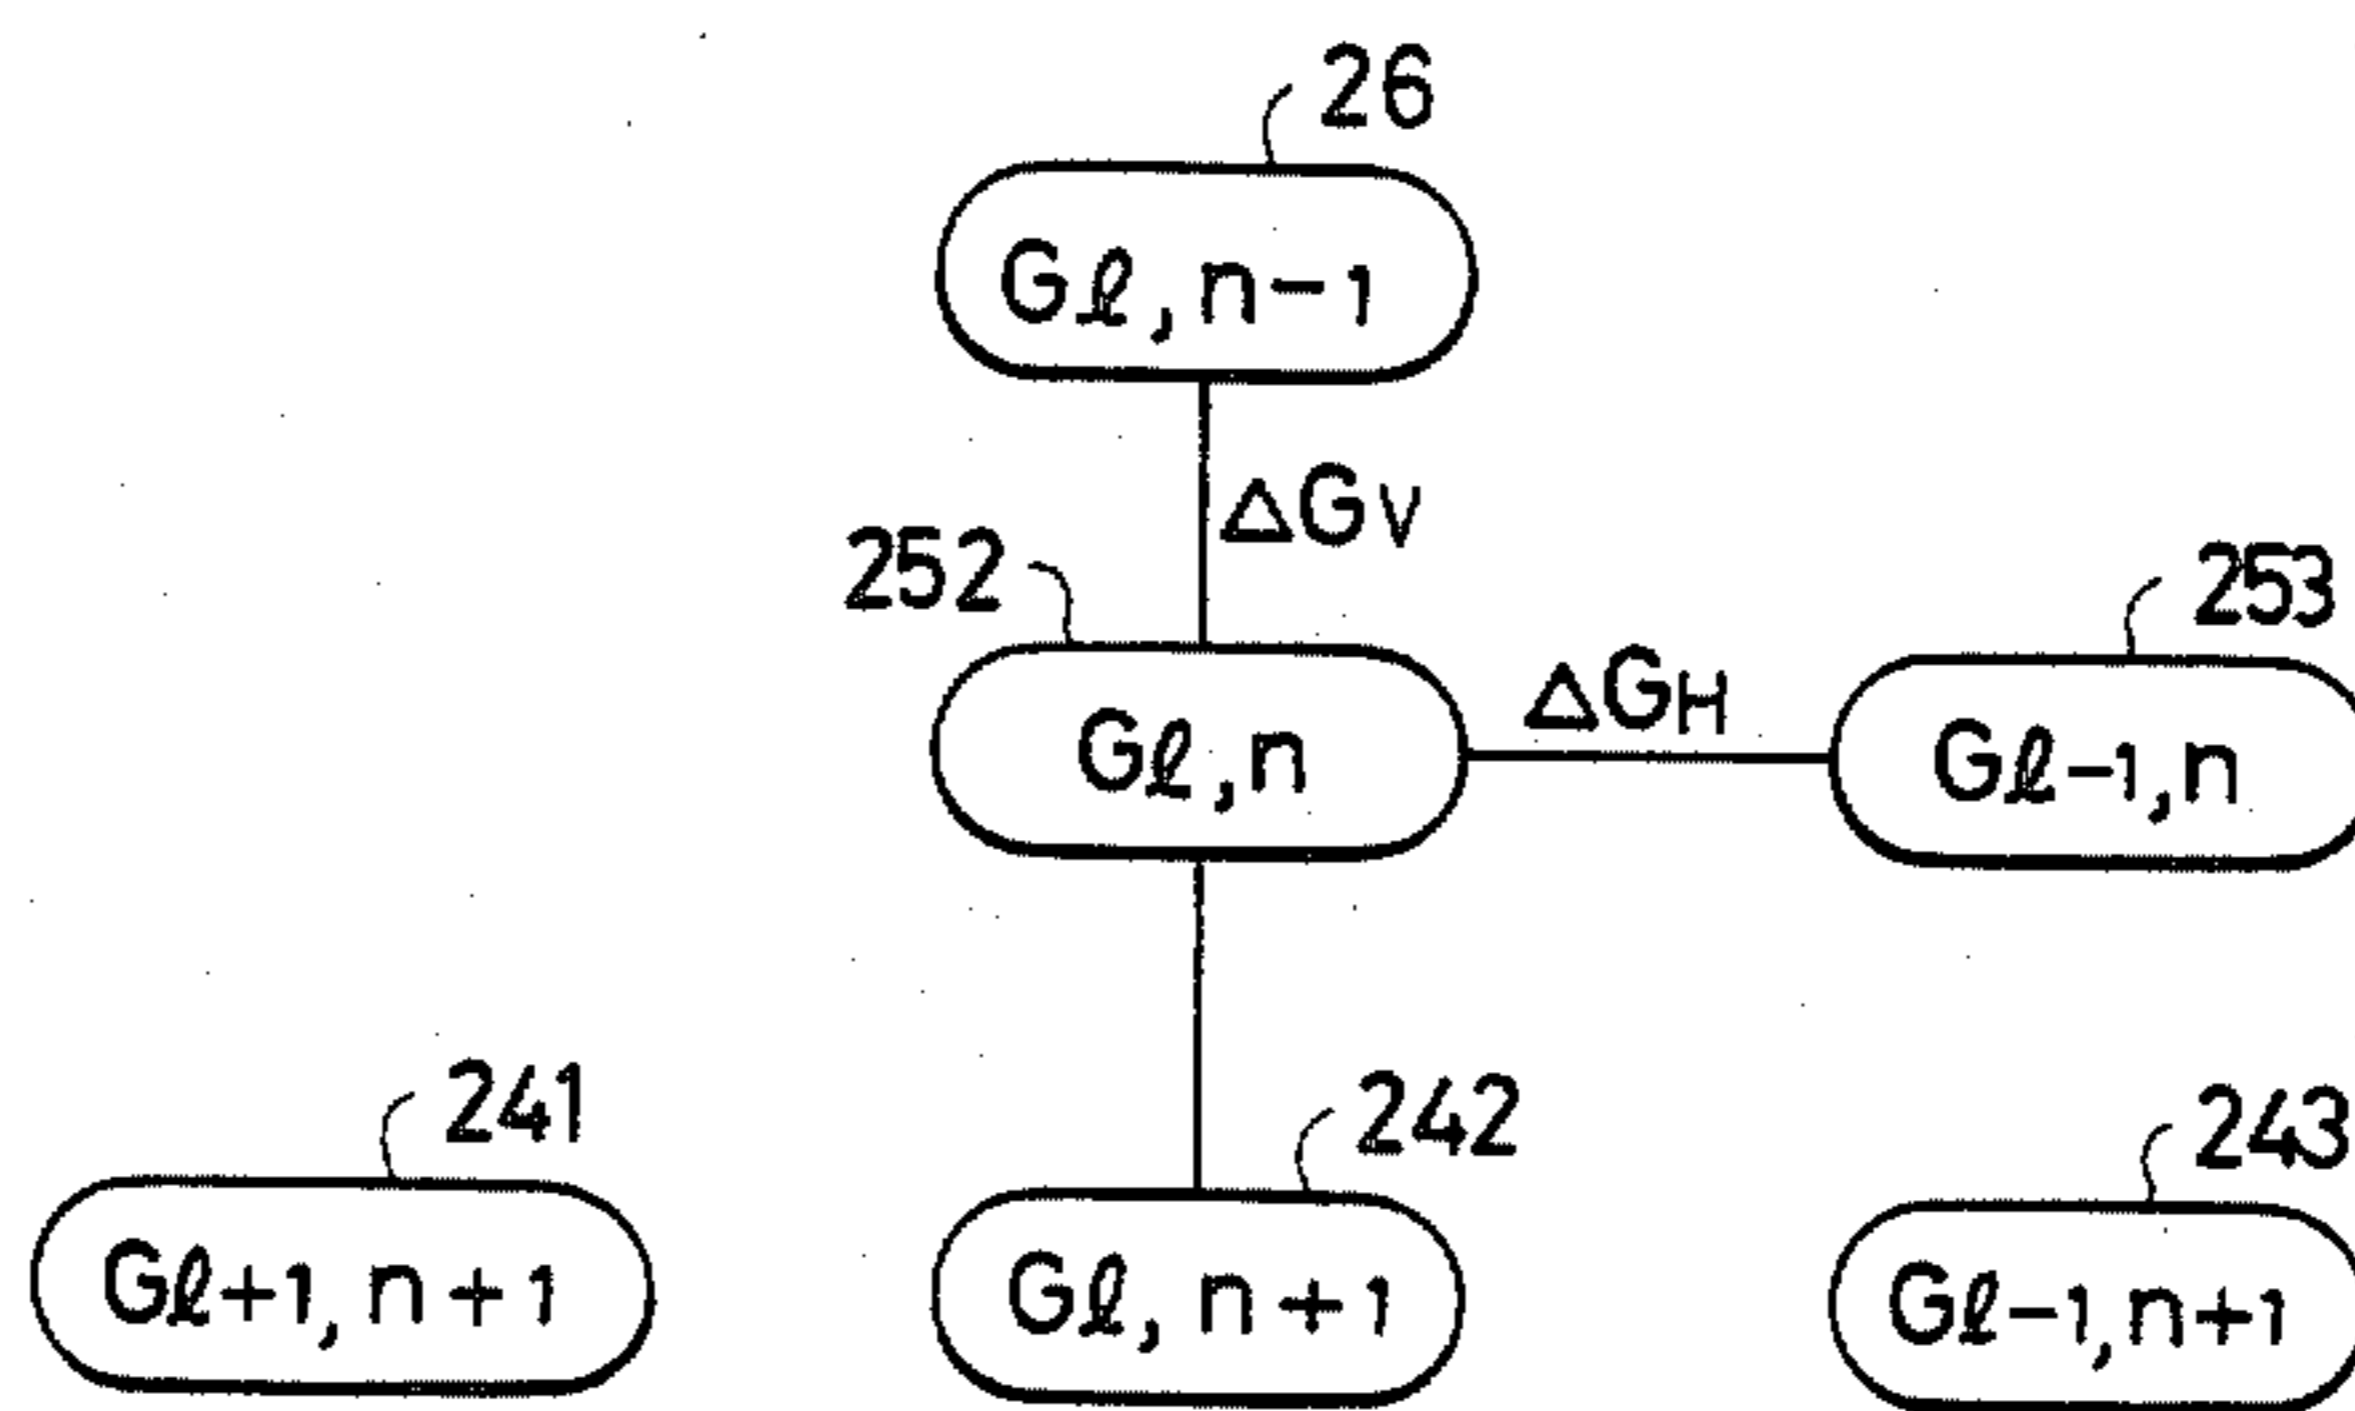 26
Gℓ,n-1
ΔGV
252
253
ΔGH
Gℓ,n
Gℓ-1,n
241
242
243
Gℓ+1,n+1
Gℓ,n+1
Gℓ-1,n+1